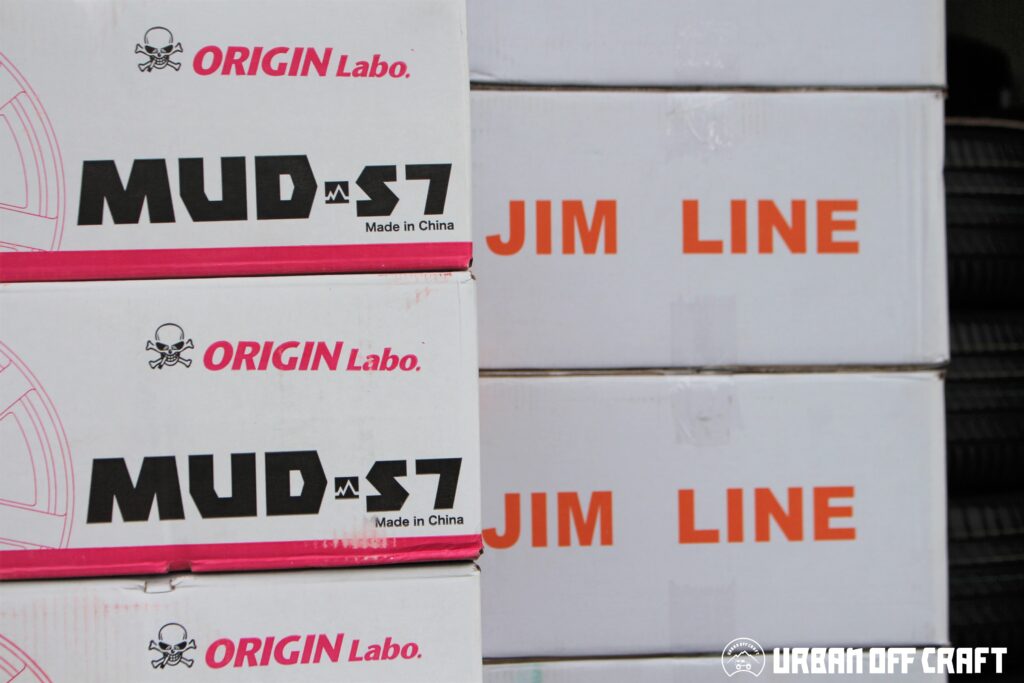 ORIGIN Labo.
MUD-S7
Made in China
ORIGIN Labo.
MUD-S7
Made in China
ORIGIN Labo.
JIM LINE
JIM LINE
URBAN OFF CRAFT